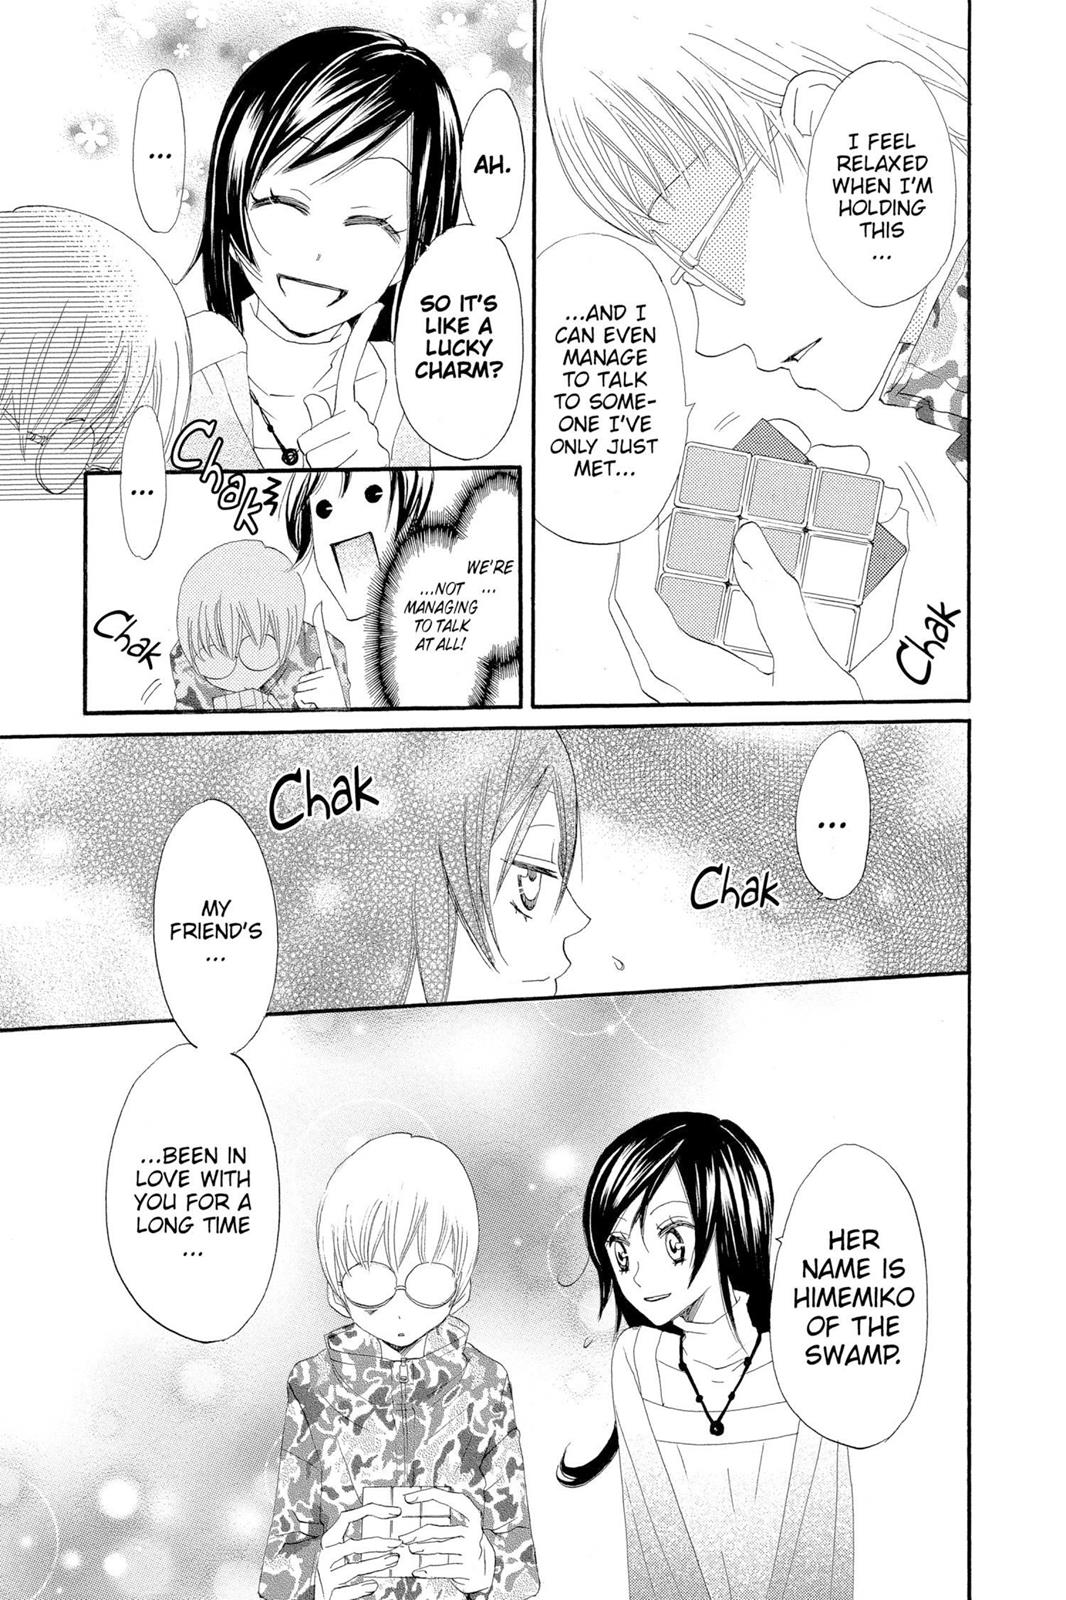 I FEEL
RELAXED
WHEN I'M
HOLDING
THIS
...
...AND I
CAN EVEN
MANAGE
TO TALK
TO SOME-
ONE I'VE
ONLY JUST
MET...
Chak
AH.
SO IT'S
LIKE A
LUCKY
CHARM?
...
WE'RE
...
...NOT
MANAGING
TO TALK
AT ALL!
Chak
Chak
...
Chak
...
Chak
Chak
MY
FRIEND'S
...
HER
NAME IS
HIMEMIKO
OF THE
SWAMP.
...BEEN IN
LOVE WITH
YOU FOR A
LONG TIME
...